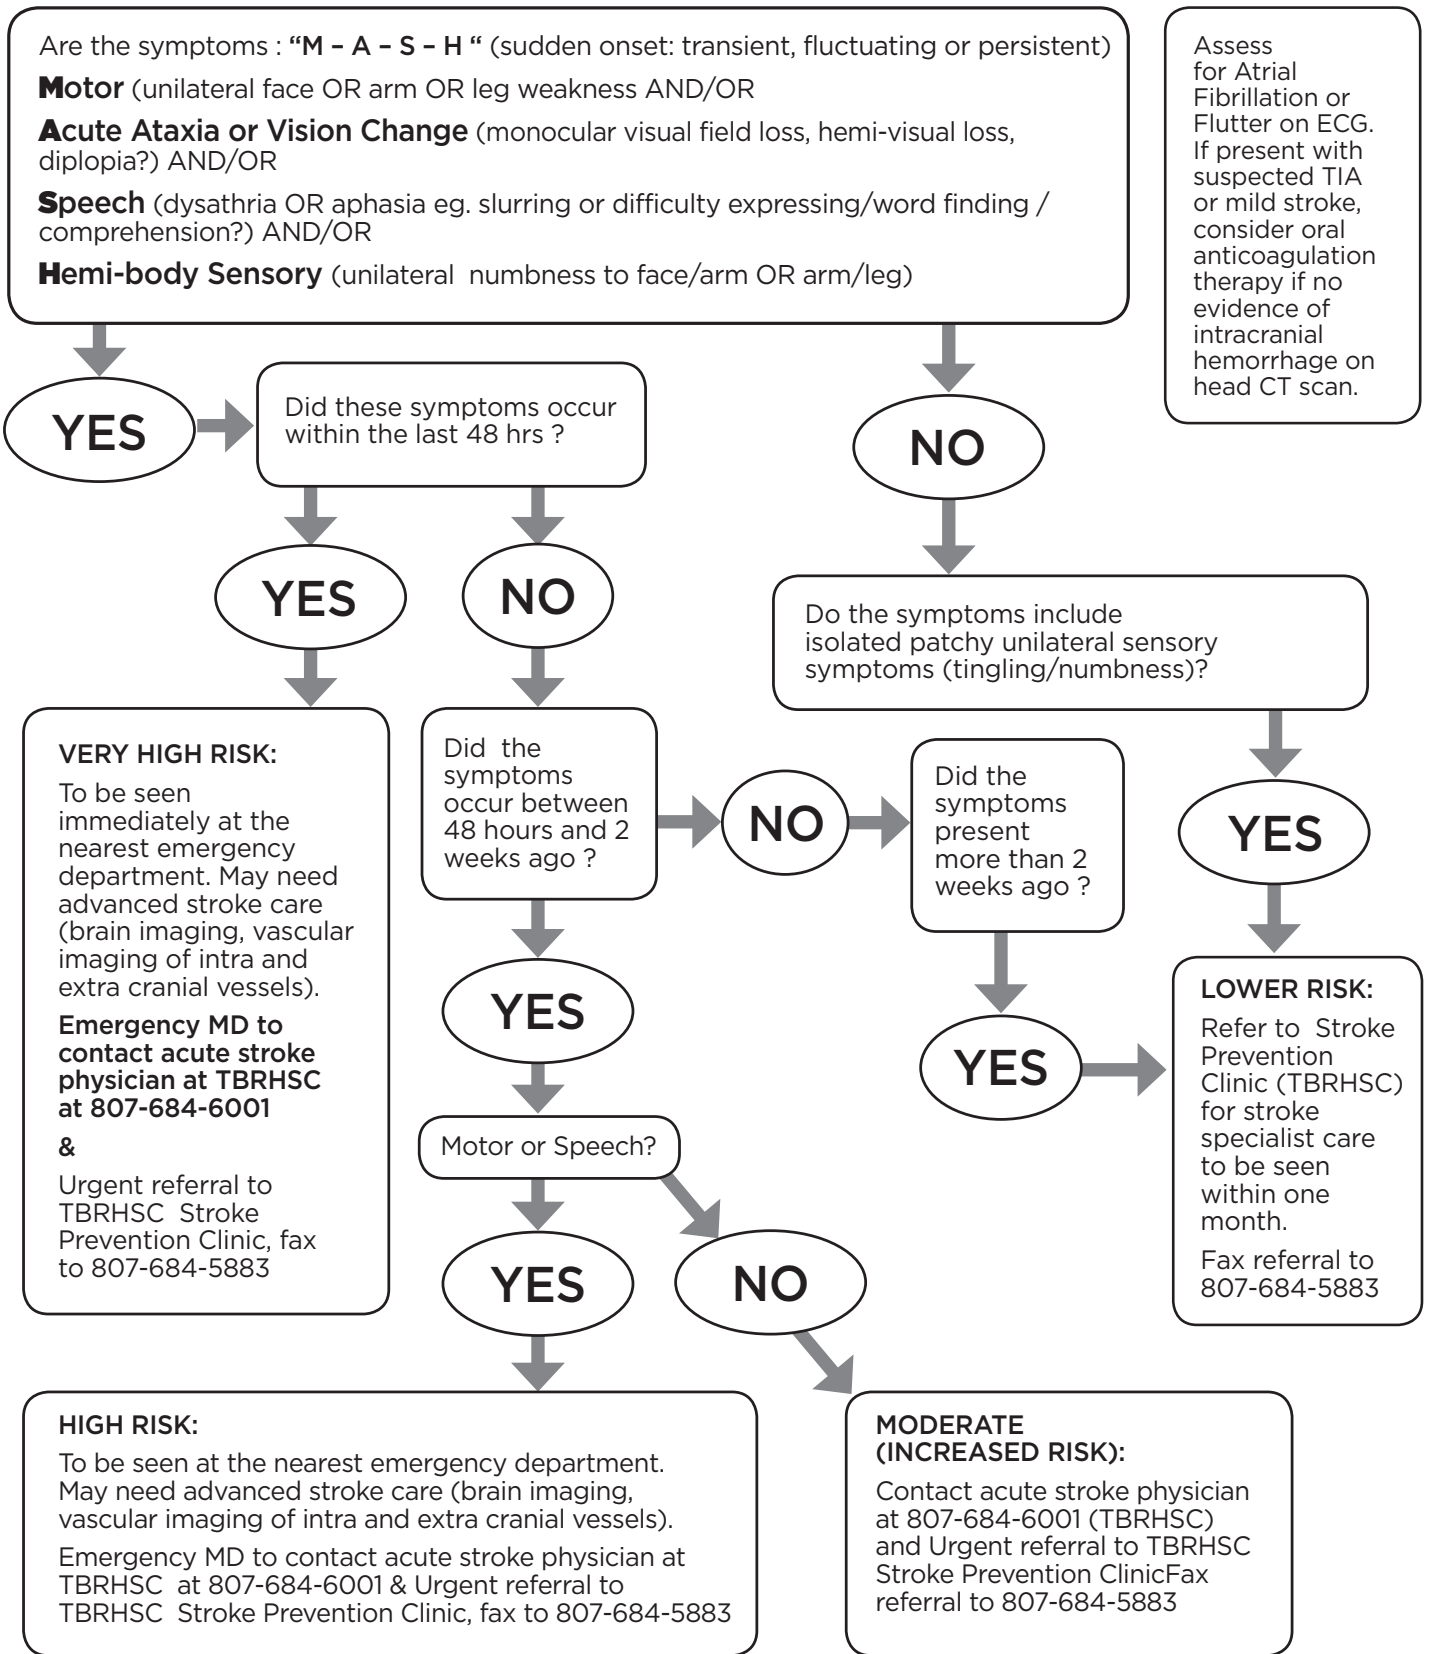 Are the symptoms : “M – A – S – H “ (sudden onset: transient, fluctuating or persistent)
Motor (unilateral face OR arm OR leg weakness AND/OR
Acute Ataxia or Vision Change (monocular visual field loss, hemi-visual loss,
diplopia?) AND/OR
Speech (dysathria OR aphasia eg. slurring or difficulty expressing/word finding /
comprehension?) AND/OR
Hemi-body Sensory (unilateral numbness to face/arm OR arm/leg)
Assess
for Atrial
Fibrillation or
Flutter on ECG.
If present with
suspected TIA
or mild stroke,
consider oral
anticoagulation
therapy if no
evidence of
intracranial
hemorrhage on
head CT scan.
YES
Did these symptoms occur
within the last 48 hrs ?
NO
YES
NO
Do the symptoms include
isolated patchy unilateral sensory
symptoms (tingling/numbness)?
VERY HIGH RISK:
To be seen
immediately at the
nearest emergency
department. May need
advanced stroke care
(brain imaging, vascular
imaging of intra and
extra cranial vessels).
Emergency MD to
contact acute stroke
physician at TBRHSC
at 807-684-6001
&
Urgent referral to
TBRHSC Stroke
Prevention Clinic, fax
to 807-684-5883
Did the
symptoms
occur between
48 hours and 2
weeks ago ?
NO
Did the
symptoms
present
more than 2
weeks ago ?
YES
YES
YES
LOWER RISK:
Refer to Stroke
Prevention
Clinic (TBRHSC)
for stroke
specialist care
to be seen
within one
month.
Fax referral to
807-684-5883
Motor or Speech?
YES
NO
HIGH RISK:
To be seen at the nearest emergency department.
May need advanced stroke care (brain imaging,
vascular imaging of intra and extra cranial vessels).
Emergency MD to contact acute stroke physician at
TBRHSC at 807-684-6001 & Urgent referral to
TBRHSC Stroke Prevention Clinic, fax to 807-684-5883
MODERATE
(INCREASED RISK):
Contact acute stroke physician
at 807-684-6001 (TBRHSC)
and Urgent referral to TBRHSC
Stroke Prevention ClinicFax
referral to 807-684-5883